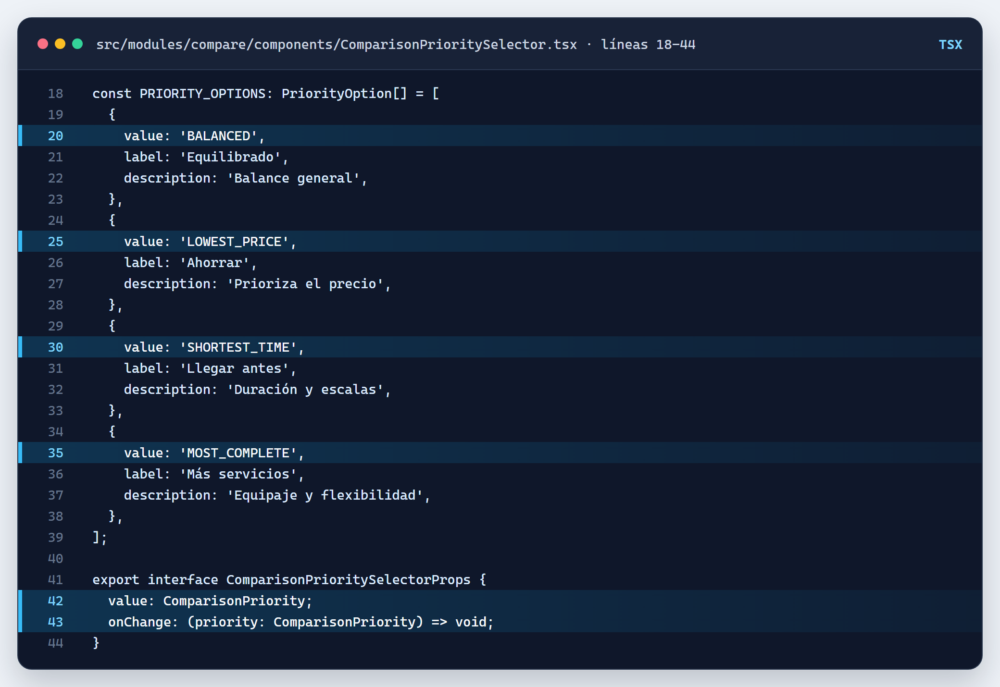 src/modules/compare/components/ComparisonPrioritySelector.tsx · líneas 18–44 TSX
18 const PRIORITY_OPTIONS: PriorityOption[] = [
19   {
20     value: 'BALANCED',
21     label: 'Equilibrado',
22     description: 'Balance general',
23   },
24   {
25     value: 'LOWEST_PRICE',
26     label: 'Ahorrar',
27     description: 'Prioriza el precio',
28   },
29   {
30     value: 'SHORTEST_TIME',
31     label: 'Llegar antes',
32     description: 'Duración y escalas',
33   },
34   {
35     value: 'MOST_COMPLETE',
36     label: 'Más servicios',
37     description: 'Equipaje y flexibilidad',
38   },
39 ];
40
41 export interface ComparisonPrioritySelectorProps {
42   value: ComparisonPriority;
43   onChange: (priority: ComparisonPriority) => void;
44 }